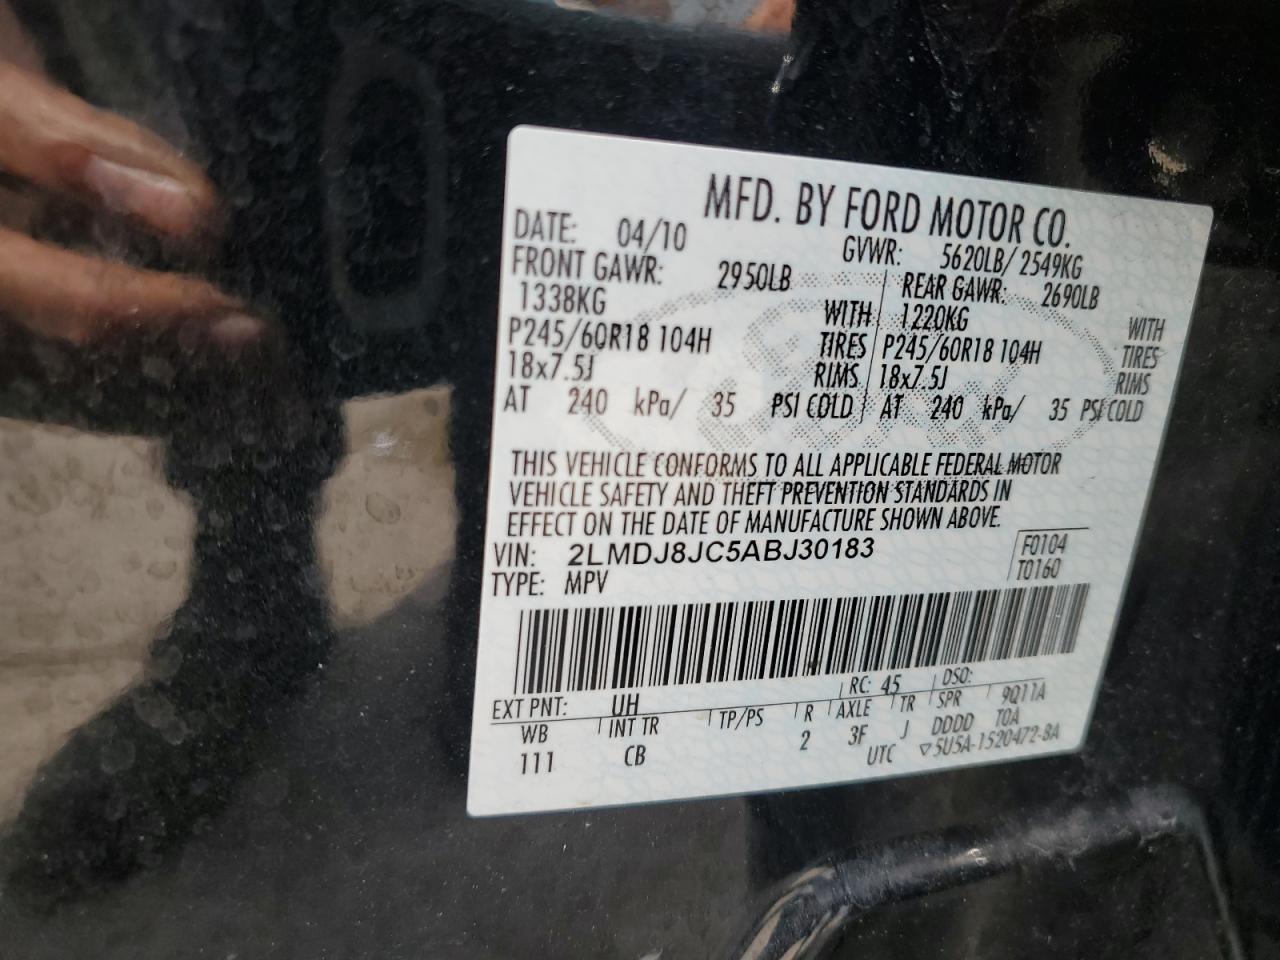 MFD. BY FORD MOTOR CO.
DATE: 04/10 GVWR: 5620LB/ 2549KG
FRONT GAWR: 2950LB REAR GAWR: 2690LB
1338KG WITH 1220KG WITH
P245/60R18 104H TIRES P245/60R18 104H TIRES
18x7.5J RIMS 18x7.5J RIMS
AT 240 kPa/ 35 PSI COLD AT 240 kPa/ 35 PSI COLD
THIS VEHICLE CONFORMS TO ALL APPLICABLE FEDERAL MOTOR
VEHICLE SAFETY AND THEFT PREVENTION STANDARDS IN
EFFECT ON THE DATE OF MANUFACTURE SHOWN ABOVE.
VIN: 2LMDJ8JC5ABJ30183 F0104
TYPE: MPV T0160
EXT PNT: UH RC: 45 DSO:
WB INT TR TP/PS R AXLE TR SPR 9Q11A
111 CB 2 3F J DDDD TOA
UTC ▽5U5A-1520472-BA